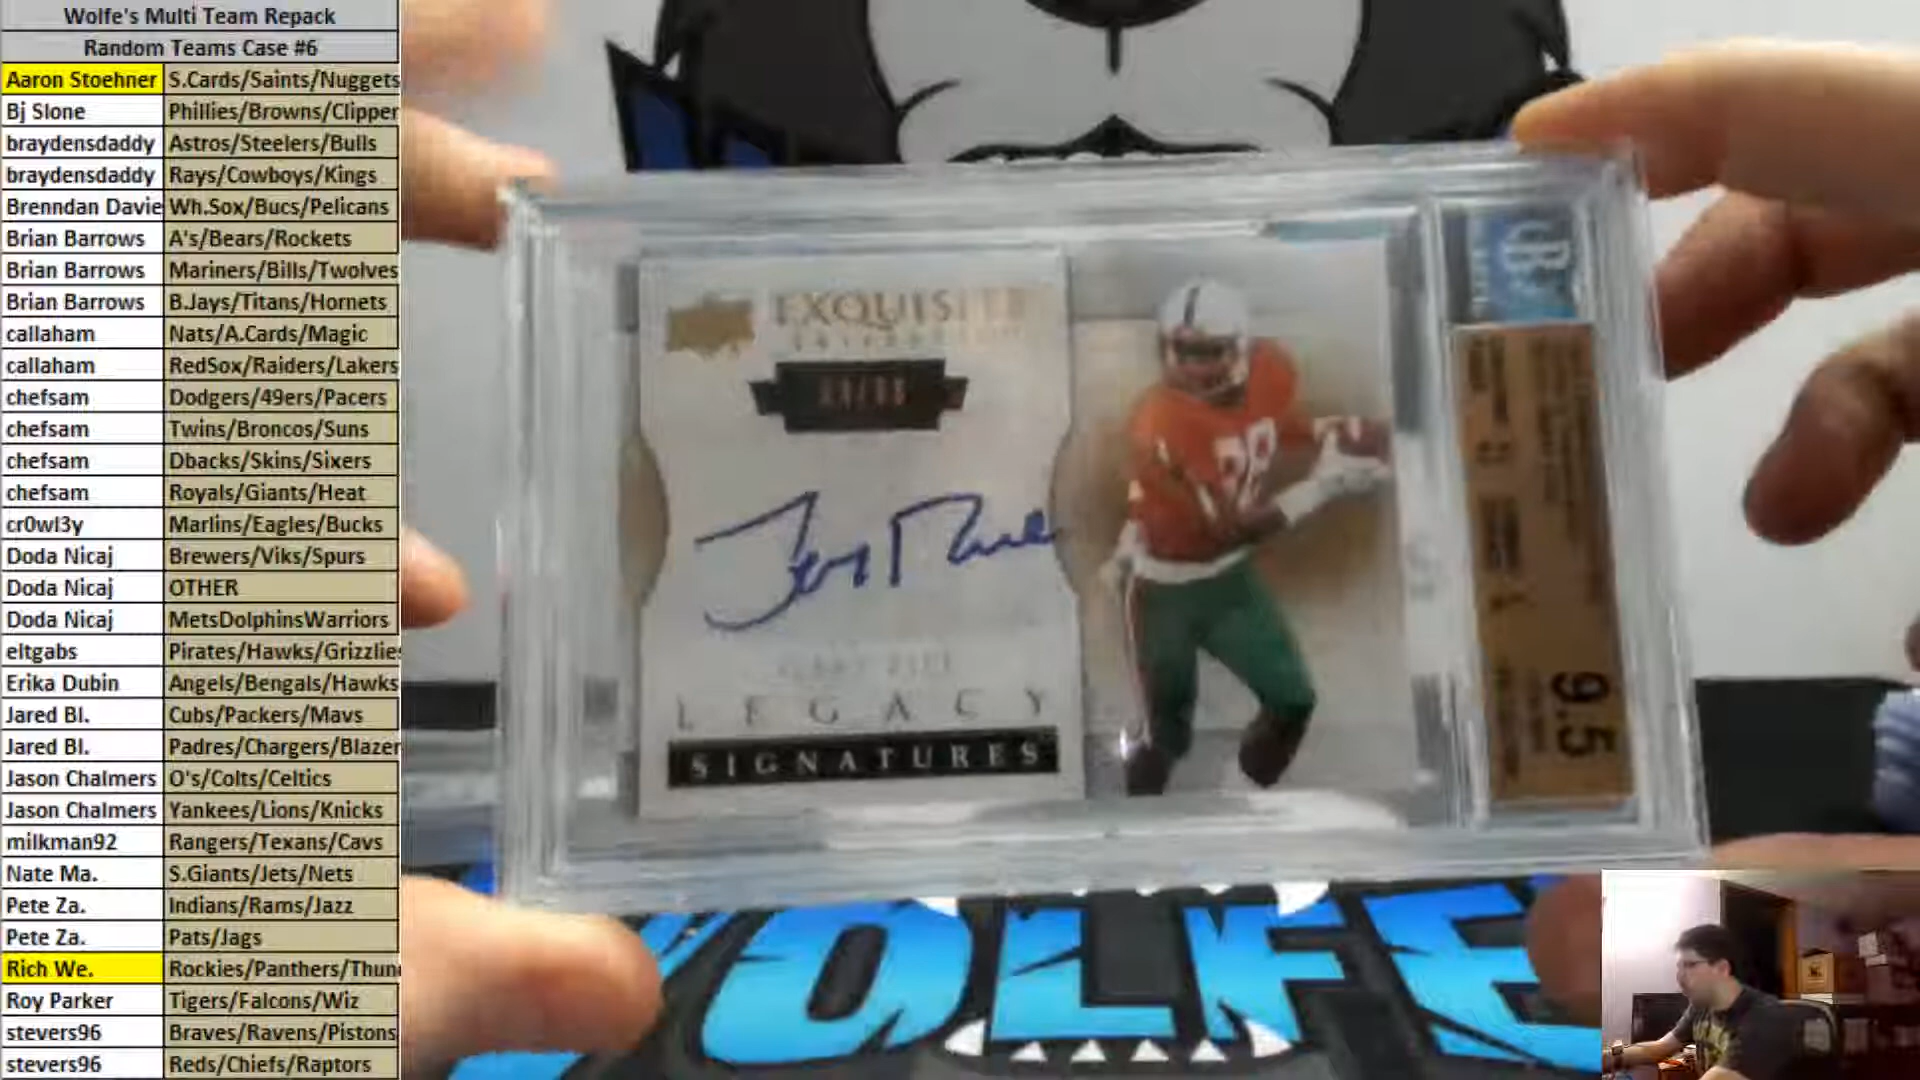 Wolfe's Multi Team Repack
Random Teams Case #6
Aaron Stoehner S.Cards/Saints/Nuggets
Bj Slone Phillies/Browns/Clipper
braydensdaddy Astros/Steelers/Bulls
braydensdaddy Rays/Cowboys/Kings
Brenndan Davie Wh.Sox/Bucs/Pelicans
Brian Barrows A's/Bears/Rockets
Brian Barrows Mariners/Bills/Twolves
Brian Barrows B.Jays/Titans/Hornets
callaham Nats/A.Cards/Magic
callaham RedSox/Raiders/Lakers
chefsam Dodgers/49ers/Pacers
chefsam Twins/Broncos/Suns
chefsam Dbacks/Skins/Sixers
chefsam Royals/Giants/Heat
cr0wl3y Marlins/Eagles/Bucks
Doda Nicaj Brewers/Viks/Spurs
Doda Nicaj OTHER
Doda Nicaj MetsDolphinsWarriors
eltgabs Pirates/Hawks/Grizzlies
Erika Dubin Angels/Bengals/Hawks
Jared Bl. Cubs/Packers/Mavs
Jared Bl. Padres/Chargers/Blazer
Jason Chalmers O's/Colts/Celtics
Jason Chalmers Yankees/Lions/Knicks
milkman92 Rangers/Texans/Cavs
Nate Ma. S.Giants/Jets/Nets
Pete Za. Indians/Rams/Jazz
Pete Za. Pats/Jags
Rich We. Rockies/Panthers/Thun
Roy Parker Tigers/Falcons/Wiz
stevers96 Braves/Ravens/Pistons
stevers96 Reds/Chiefs/Raptors
EXQUISITE
Jerry Rice
JERRY RICE
LEGACY
SIGNATURES
9.5
WOLFE